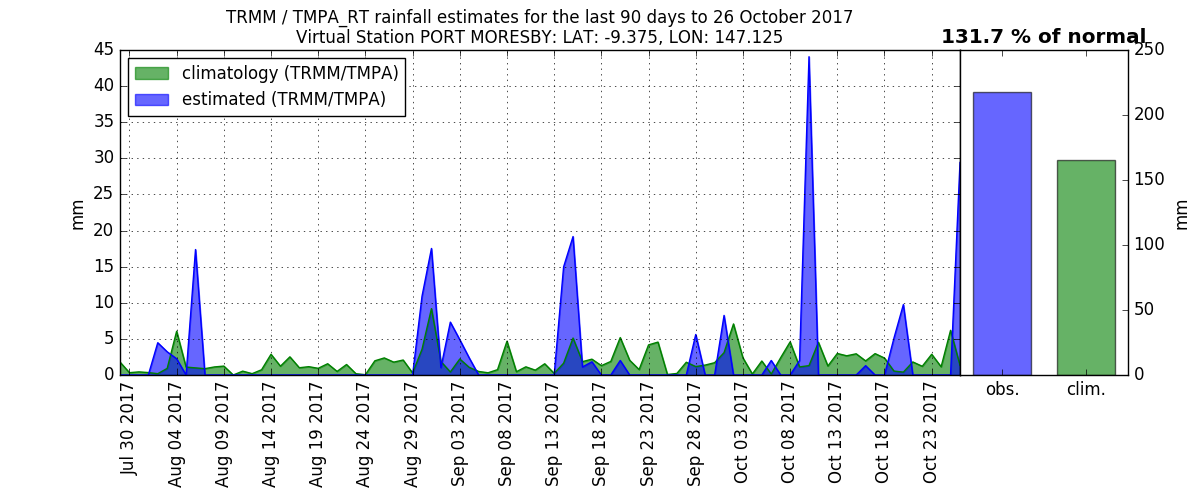 TRMM / TMPA_RT rainfall estimates for the last 90 days to 26 October 2017
Virtual Station PORT MORESBY: LAT: -9.375, LON: 147.125
131.7 % of normal
climatology (TRMM/TMPA)
estimated (TRMM/TMPA)
mm
45
40
35
30
25
20
15
10
5
0
Jul 30 2017
Aug 04 2017
Aug 09 2017
Aug 14 2017
Aug 19 2017
Aug 24 2017
Aug 29 2017
Sep 03 2017
Sep 08 2017
Sep 13 2017
Sep 18 2017
Sep 23 2017
Sep 28 2017
Oct 03 2017
Oct 08 2017
Oct 13 2017
Oct 18 2017
Oct 23 2017
obs.
clim.
250
200
150
100
50
0
mm